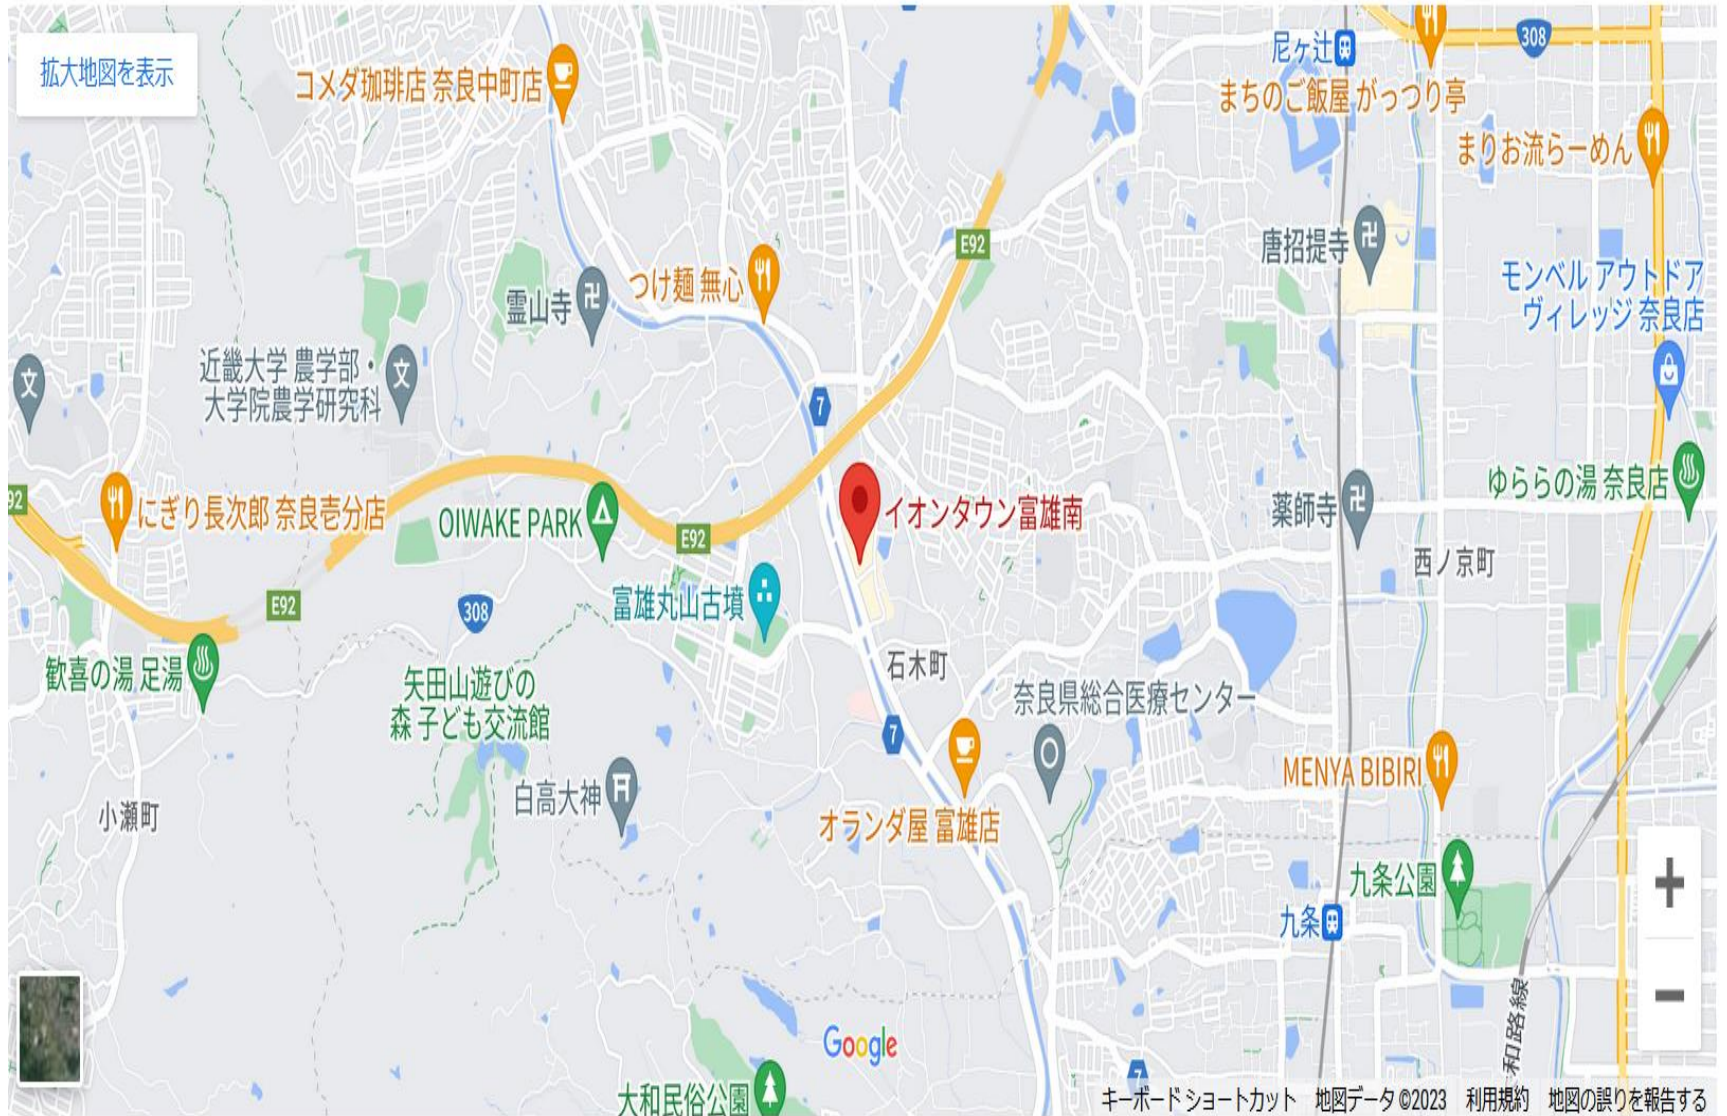 拡大地図を表示
コメダ珈琲店 奈良中町店
尼ケ辻
308
まちのご飯屋 がっつり亭
まりお流らーめん
E92
唐招提寺
卍
モンベル アウトドア
ヴィレッジ 奈良店
つけ麺 無心
霊山寺
卍
近畿大学 農学部・
大学院農学研究科
文
文
7
92
にぎり長次郎 奈良壱分店
OIWAKE PARK
E92
イオンタウン富雄南
薬師寺
卍
ゆららの湯 奈良店
西ノ京町
E92
308
富雄丸山古墳
歓喜の湯 足湯
矢田山遊びの
森 子ども交流館
石木町
奈良県総合医療センター
7
白高大神
オランダ屋 富雄店
MENYA BIBIRI
小瀬町
九条公園
九条
+
−
和路線
Google
7
大和民俗公園
キーボード ショートカット
地図データ ©2023
利用規約
地図の誤りを報告する